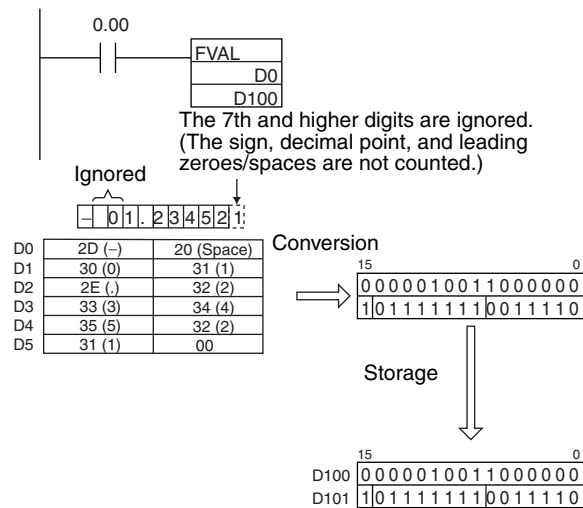 0.00
FVAL
D0
D100
The 7th and higher digits are ignored.
(The sign, decimal point, and leading
zeroes/spaces are not counted.)
Ignored
– 0 1 . 2 3 4 5 2 1
D0 2D (–) 20 (Space)
D1 30 (0) 31 (1)
D2 2E (.) 32 (2)
D3 33 (3) 34 (4)
D4 35 (5) 32 (2)
D5 31 (1) 00
Conversion
15 0
0 0 0 0 0 1 0 0 1 1 0 0 0 0 0 0
1 0 1 1 1 1 1 1 1 0 0 1 1 1 1 0
Storage
15 0
D100 0 0 0 0 0 1 0 0 1 1 0 0 0 0 0 0
D101 1 0 1 1 1 1 1 1 1 0 0 1 1 1 1 0